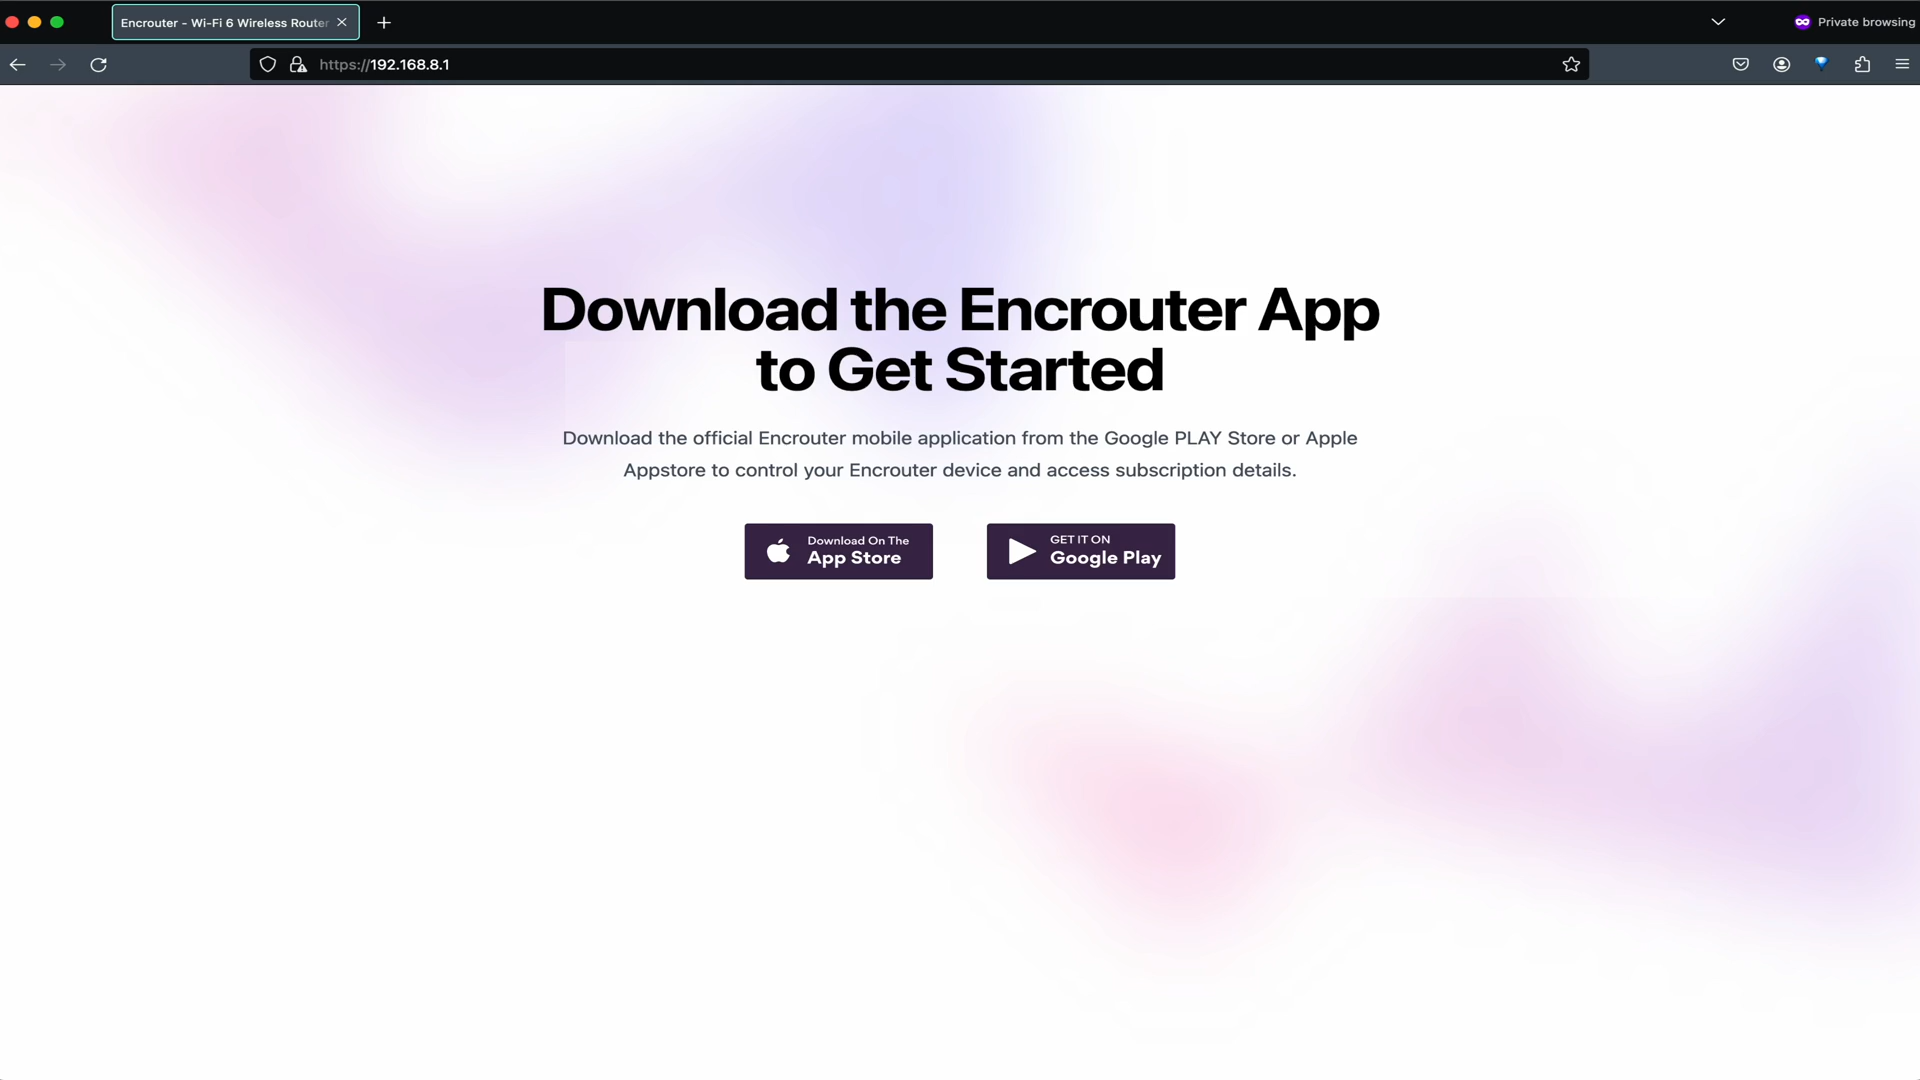 Encrouter - Wi-Fi 6 Wireless Router
Private browsing
https://192.168.8.1
Download the Encrouter App
to Get Started
Download the official Encrouter mobile application from the Google PLAY Store or Apple
Appstore to control your Encrouter device and access subscription details.
Download On The
App Store
GET IT ON
Google Play